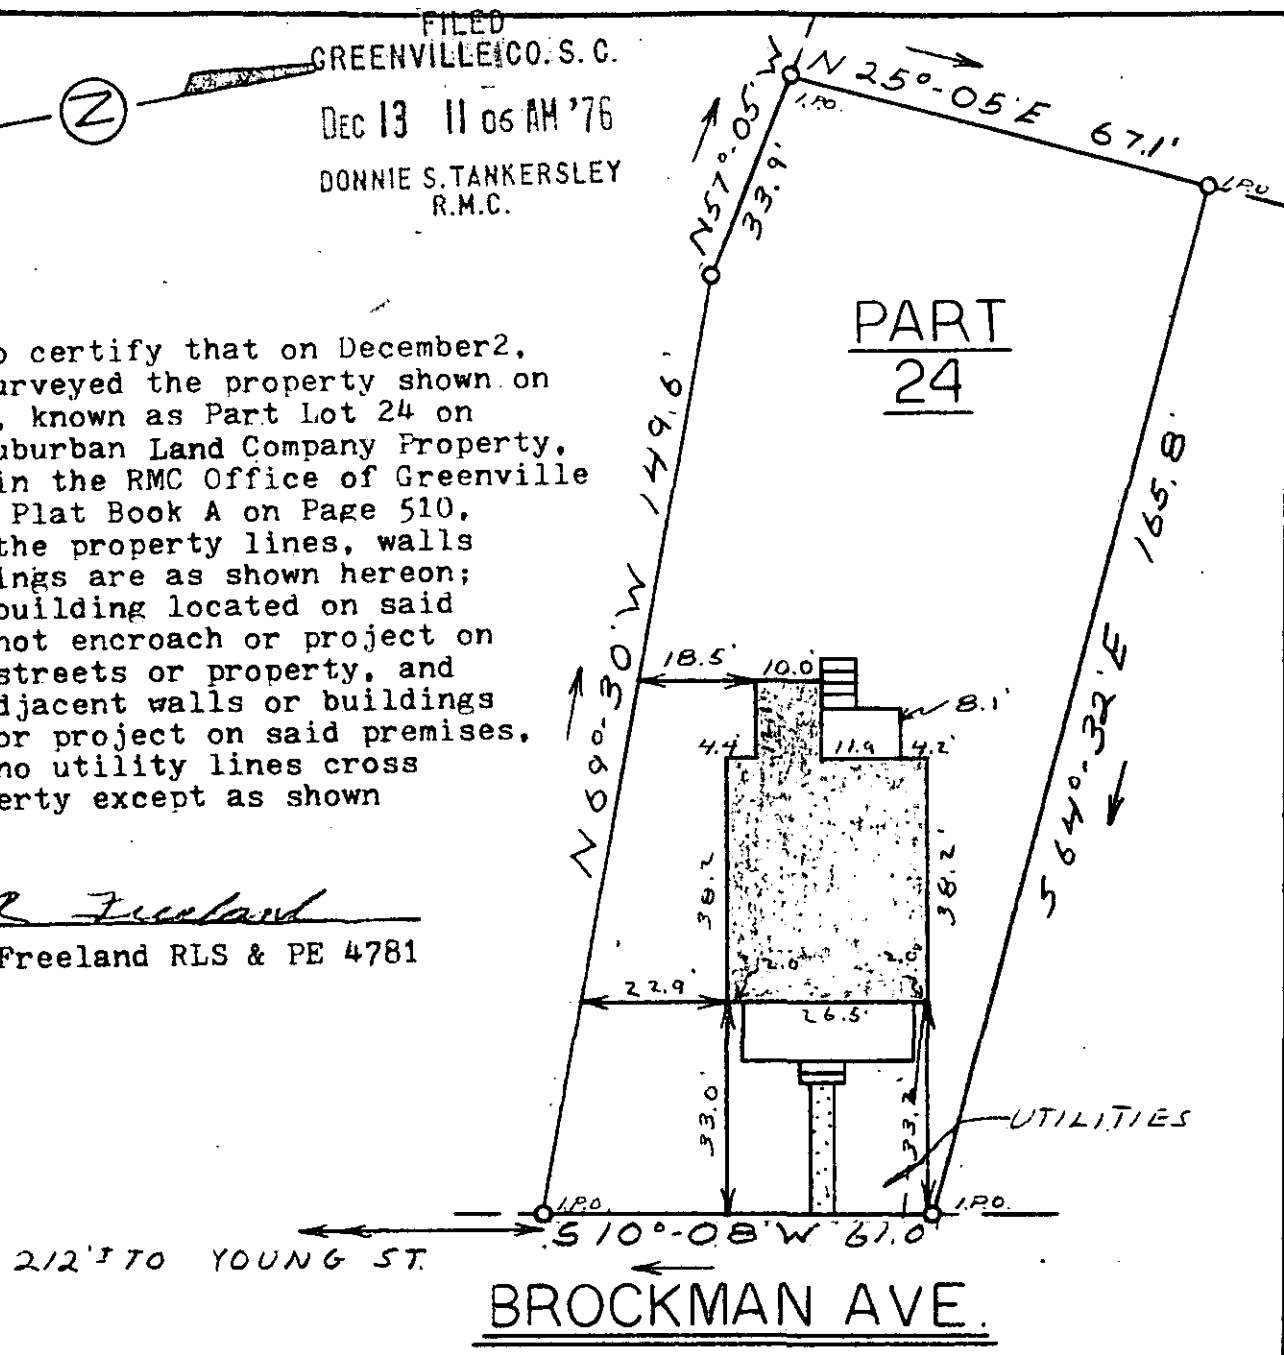 FILED
GREENVILLE CO. S. C.
DEC 13 11 06 AM '76
DONNIE S. TANKERSLEY
R.M.C.
N
N 25°-05' E 67.1'
I.P.O.
I.P.O
N 57°-05' W
33.9'
PART
24
certify that on December2,
urveyed the property shown on
, known as Part Lot 24 on
uburban Land Company Property,
in the RMC Office of Greenville
Plat Book A on Page 510,
the property lines, walls
ings are as shown hereon;
building located on said
not encroach or project on
streets or property, and
djacent walls or buildings
or project on said premises,
no utility lines cross
erty except as shown
R Freeland
Freeland RLS & PE 4781
N 69°-30' W 149.6'
S 64°-32' E 165.8'
18.5'
10.0'
8.1'
4.4'
11.9
4.2'
38.2
38.2'
2.0
2.0
22.9'
26.5'
33.0'
33.2'
UTILITIES
I.P.O.
I.P.O.
S 10°-08' W 61.0'
212'± TO YOUNG ST.
BROCKMAN AVE.